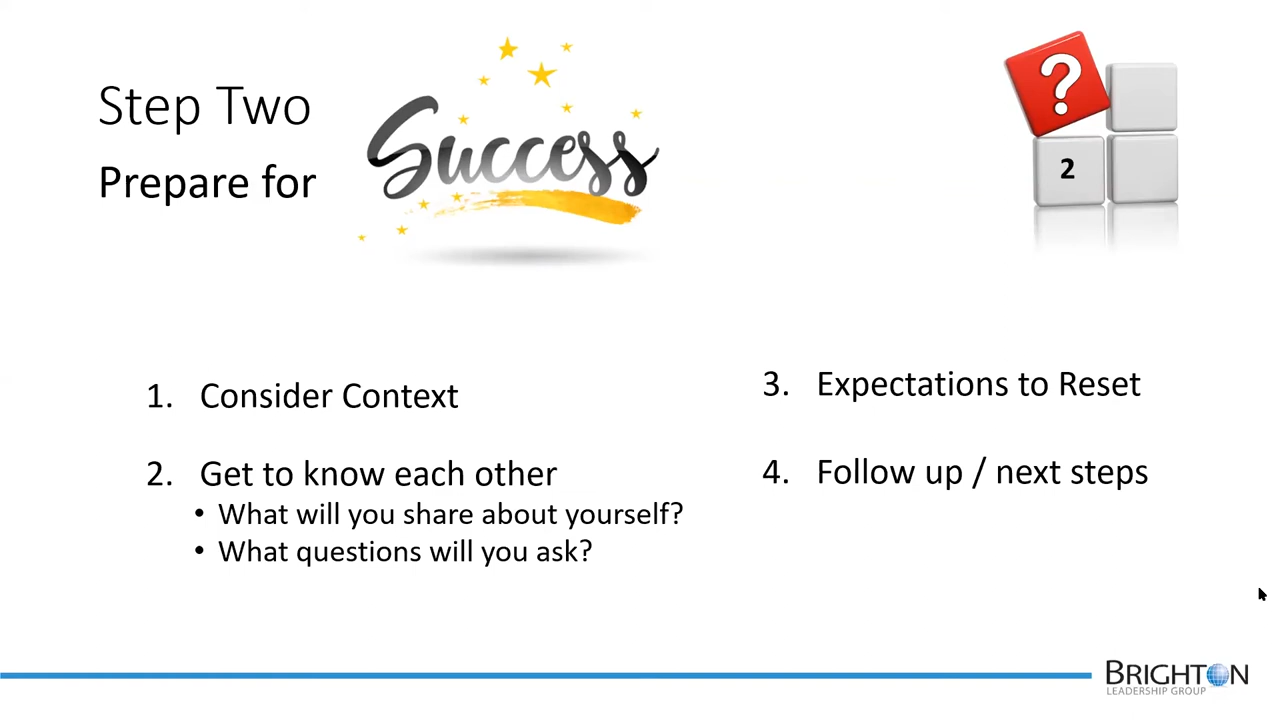 Step Two
Prepare for
Success
?
2
1. Consider Context
2. Get to know each other
• What will you share about yourself?
• What questions will you ask?
3. Expectations to Reset
4. Follow up / next steps
BRIGHTON
LEADERSHIP GROUP